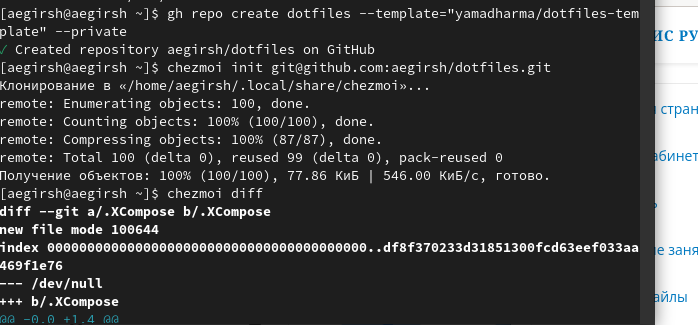 [aegirsh@aegirsh ~]$ gh repo create dotfiles --template="yamadharma/dotfiles-tem
plate" --private
✓ Created repository aegirsh/dotfiles on GitHub
[aegirsh@aegirsh ~]$ chezmoi init git@github.com:aegirsh/dotfiles.git
Клонирование в «/home/aegirsh/.local/share/chezmoi»...
remote: Enumerating objects: 100, done.
remote: Counting objects: 100% (100/100), done.
remote: Compressing objects: 100% (87/87), done.
remote: Total 100 (delta 0), reused 99 (delta 0), pack-reused 0
Получение объектов: 100% (100/100), 77.86 КиБ | 546.00 КиБ/с, готово.
[aegirsh@aegirsh ~]$ chezmoi diff
diff --git a/.XCompose b/.XCompose
new file mode 100644
index 0000000000000000000000000000000000000000..df8f370233d31851300fcd63eef033aa
469f1e76
--- /dev/null
+++ b/.XCompose
@@ -0,0 +1,4 @@
ИС РУ
стран
абинет
е заня
айлы